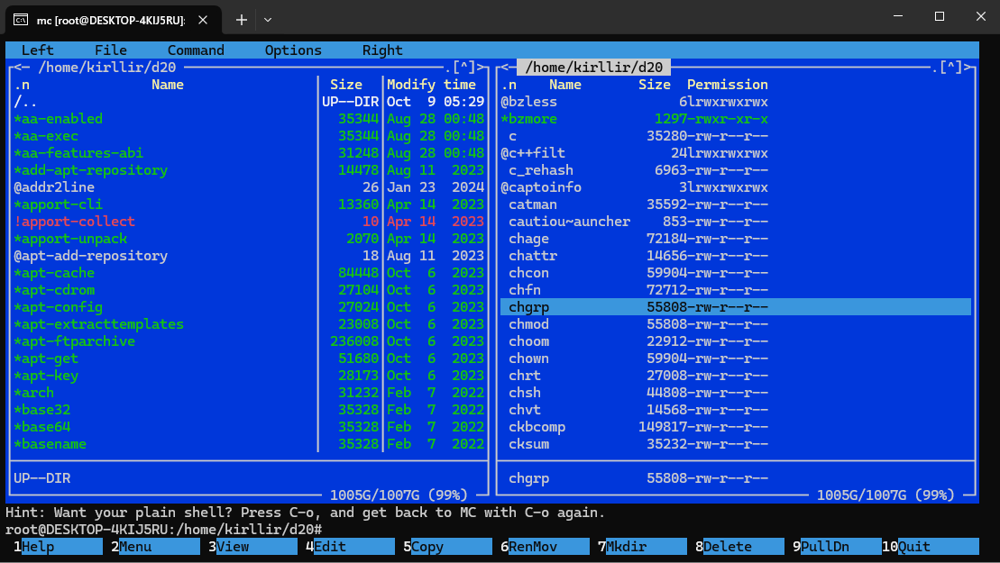 mc [root@DESKTOP-4KIJ5RU]:
Left File Command Options Right
<− /home/kirllir/d20 .[^]>
.n Name Size Modify time
/.. UP--DIR Oct 9 05:29
*aa-enabled 35344 Aug 28 00:48
*aa-exec 35344 Aug 28 00:48
*aa-features-abi 31248 Aug 28 00:48
*add-apt-repository 14478 Aug 11 2023
@addr2line 26 Jan 23 2024
*apport-cli 13360 Apr 14 2023
!apport-collect 10 Apr 14 2023
*apport-unpack 2070 Apr 14 2023
@apt-add-repository 18 Aug 11 2023
*apt-cache 84448 Oct 6 2023
*apt-cdrom 27104 Oct 6 2023
*apt-config 27024 Oct 6 2023
*apt-extracttemplates 23008 Oct 6 2023
*apt-ftparchive 236008 Oct 6 2023
*apt-get 51680 Oct 6 2023
*apt-key 28173 Oct 6 2023
*arch 31232 Feb 7 2022
*base32 35328 Feb 7 2022
*base64 35328 Feb 7 2022
*basename 35328 Feb 7 2022
UP--DIR
1005G/1007G (99%)
<− /home/kirllir/d20 .[^]>
.n Name Size Permission
@bzless 6lrwxrwxrwx
*bzmore 1297-rwxr-xr-x
c 35280-rw-r--r--
@c++filt 24lrwxrwxrwx
c_rehash 6963-rw-r--r--
@captoinfo 3lrwxrwxrwx
catman 35592-rw-r--r--
cautiou~auncher 853-rw-r--r--
chage 72184-rw-r--r--
chattr 14656-rw-r--r--
chcon 59904-rw-r--r--
chfn 72712-rw-r--r--
chgrp 55808-rw-r--r--
chmod 55808-rw-r--r--
choom 22912-rw-r--r--
chown 59904-rw-r--r--
chrt 27008-rw-r--r--
chsh 44808-rw-r--r--
chvt 14568-rw-r--r--
ckbcomp 149817-rw-r--r--
cksum 35232-rw-r--r--
chgrp 55808-rw-r--r--
1005G/1007G (99%)
Hint: Want your plain shell? Press C-o, and get back to MC with C-o again.
root@DESKTOP-4KIJ5RU:/home/kirllir/d20#
1Help 2Menu 3View 4Edit 5Copy 6RenMov 7Mkdir 8Delete 9PullDn 10Quit